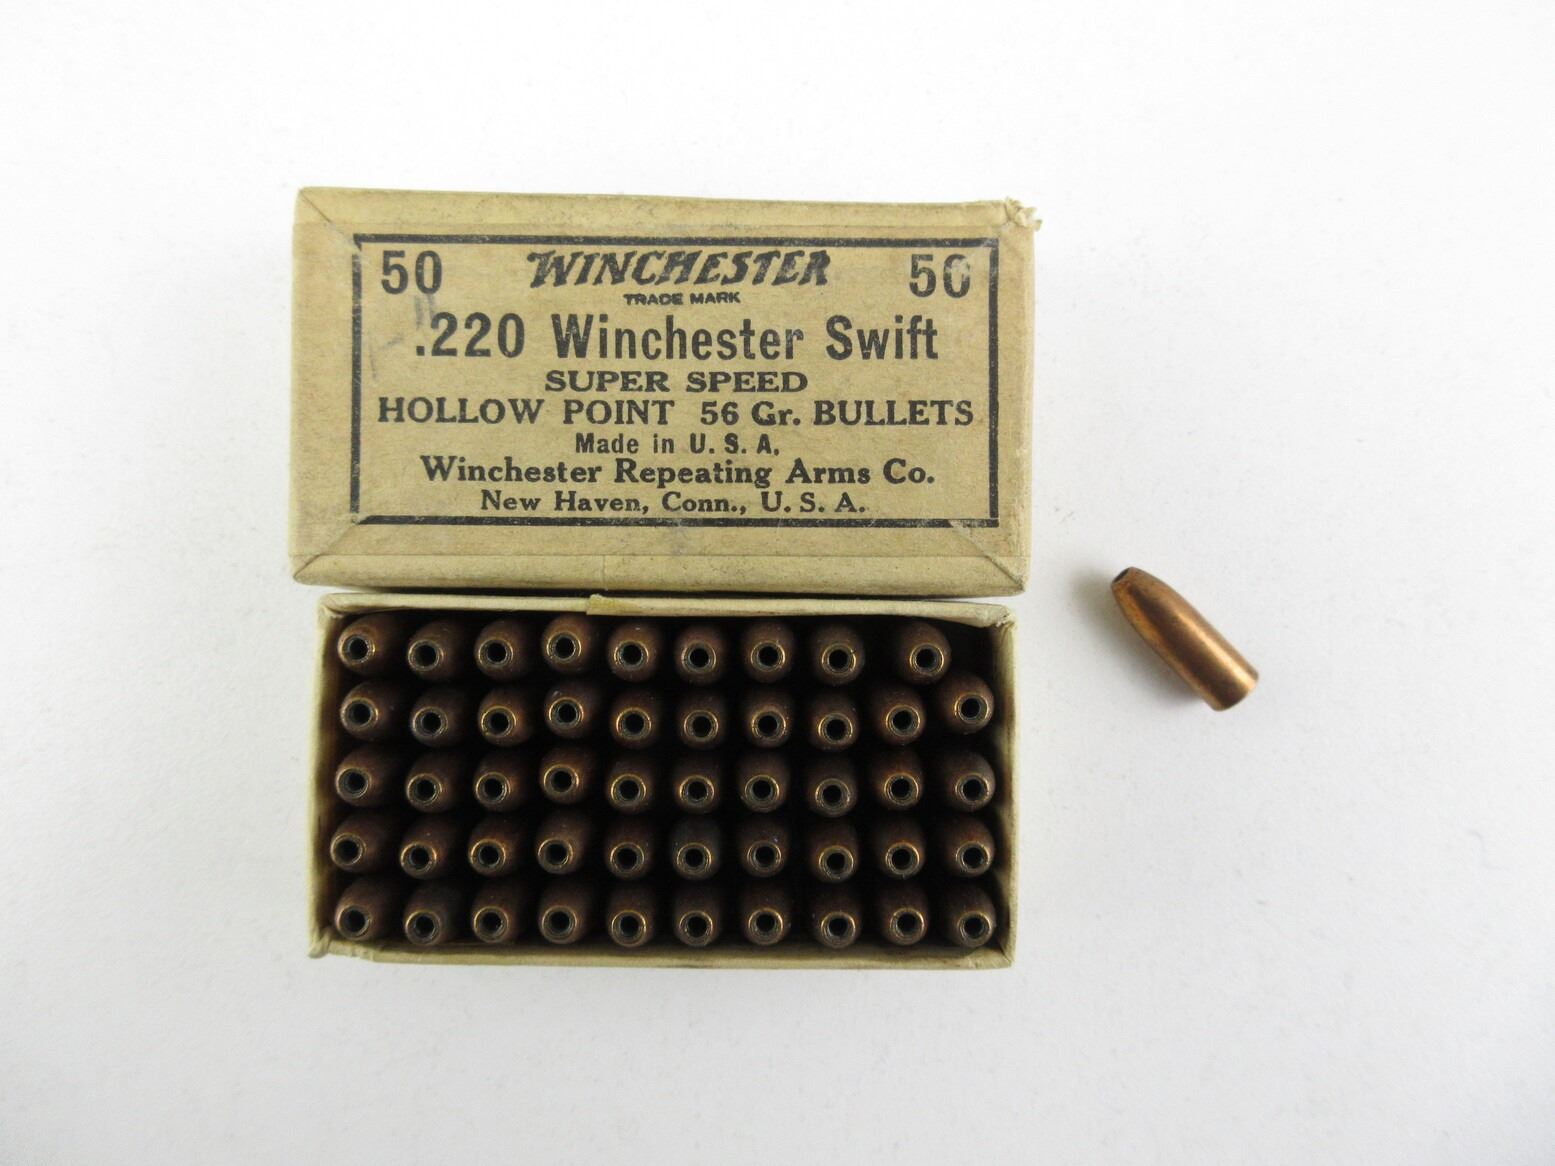 50 WINCHESTER 50
TRADE MARK
.220 Winchester Swift
SUPER SPEED
HOLLOW POINT 56 Gr. BULLETS
Made in U. S. A.
Winchester Repeating Arms Co.
New Haven, Conn., U. S. A.